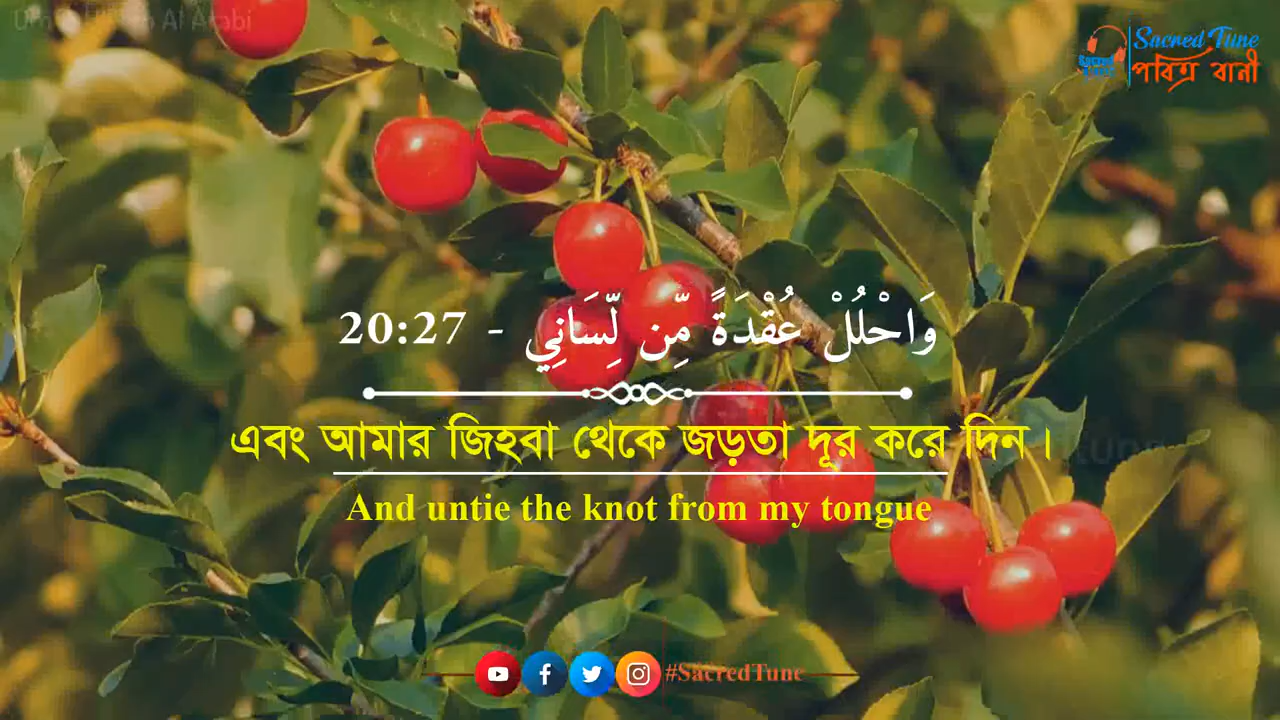 Sacred Tune
পবিত্র বানী
وَاحْلُلْ عُقْدَةً مِّن لِّسَانِي - 20:27
এবং আমার জিহবা থেকে জড়তা দূর করে দিন।
And untie the knot from my tongue
#SacredTune